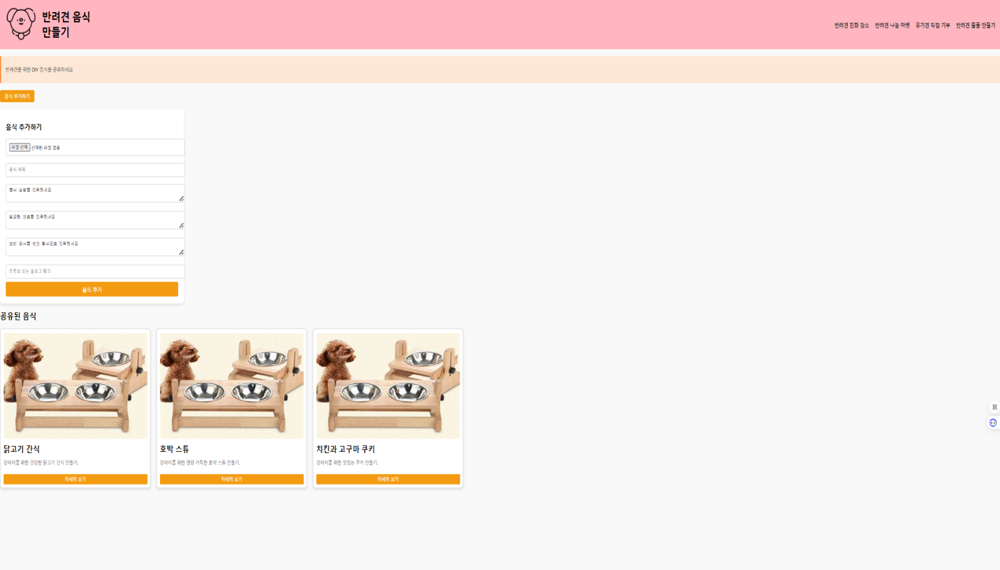 반려견 음식
만들기
반려견 친화 장소 반려견 나눔 마켓 유기견 직접 기부 반려견 물품 만들기
반려견을 위한 DIY 음식을 공유하세요.
음식 추가하기
음식 추가하기
파일 선택 선택된 파일 없음
음식 제목
음식 설명을 입력하세요
필요한 재료를 입력하세요
조리 순서를 숫자 형식으로 입력하세요
유튜브 또는 블로그 링크
음식 추가
공유된 음식
닭고기 간식
강아지를 위한 건강한 닭고기 간식 만들기.
자세히 보기
호박 스튜
강아지를 위한 영양 가득한 호박 스튜 만들기.
자세히 보기
치킨과 고구마 쿠키
강아지를 위한 맛있는 쿠키 만들기.
자세히 보기